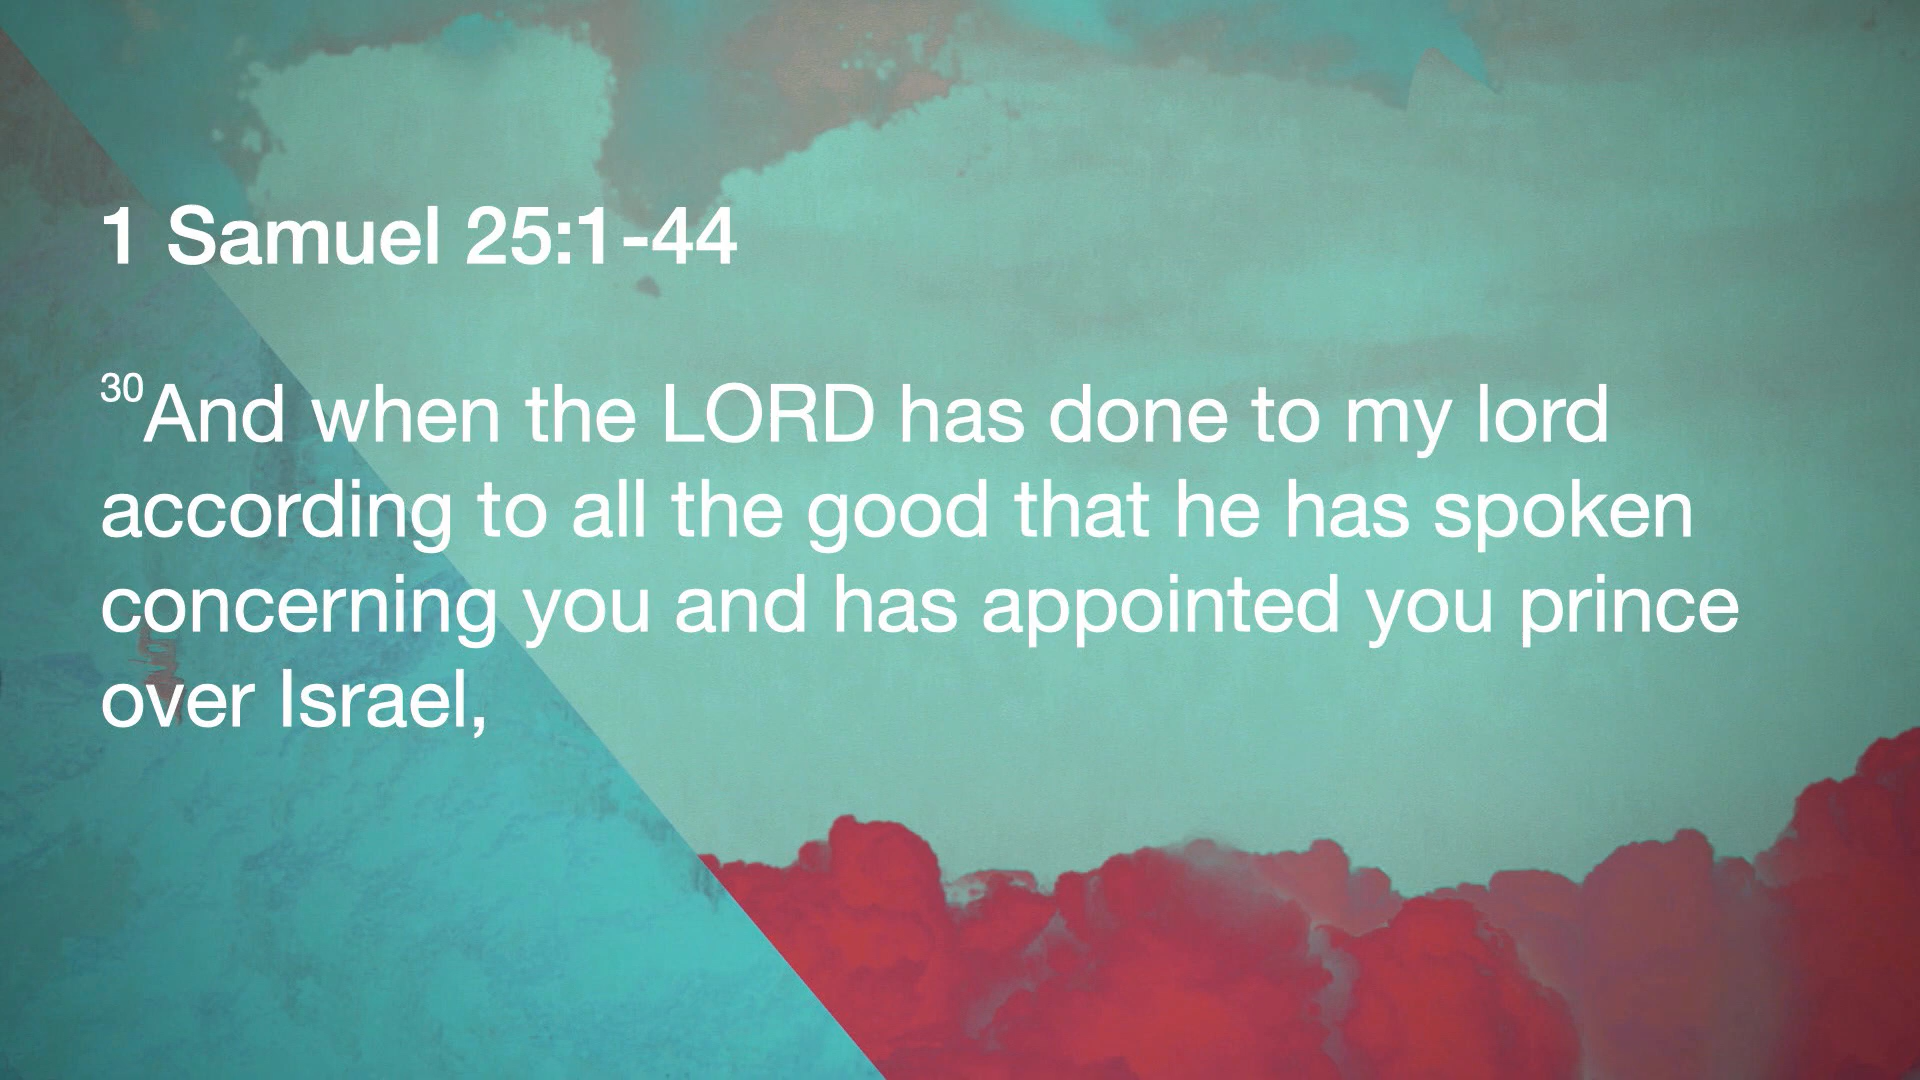 1 Samuel 25:1-44
30And when the LORD has done to my lord
according to all the good that he has spoken
concerning you and has appointed you prince
over Israel,